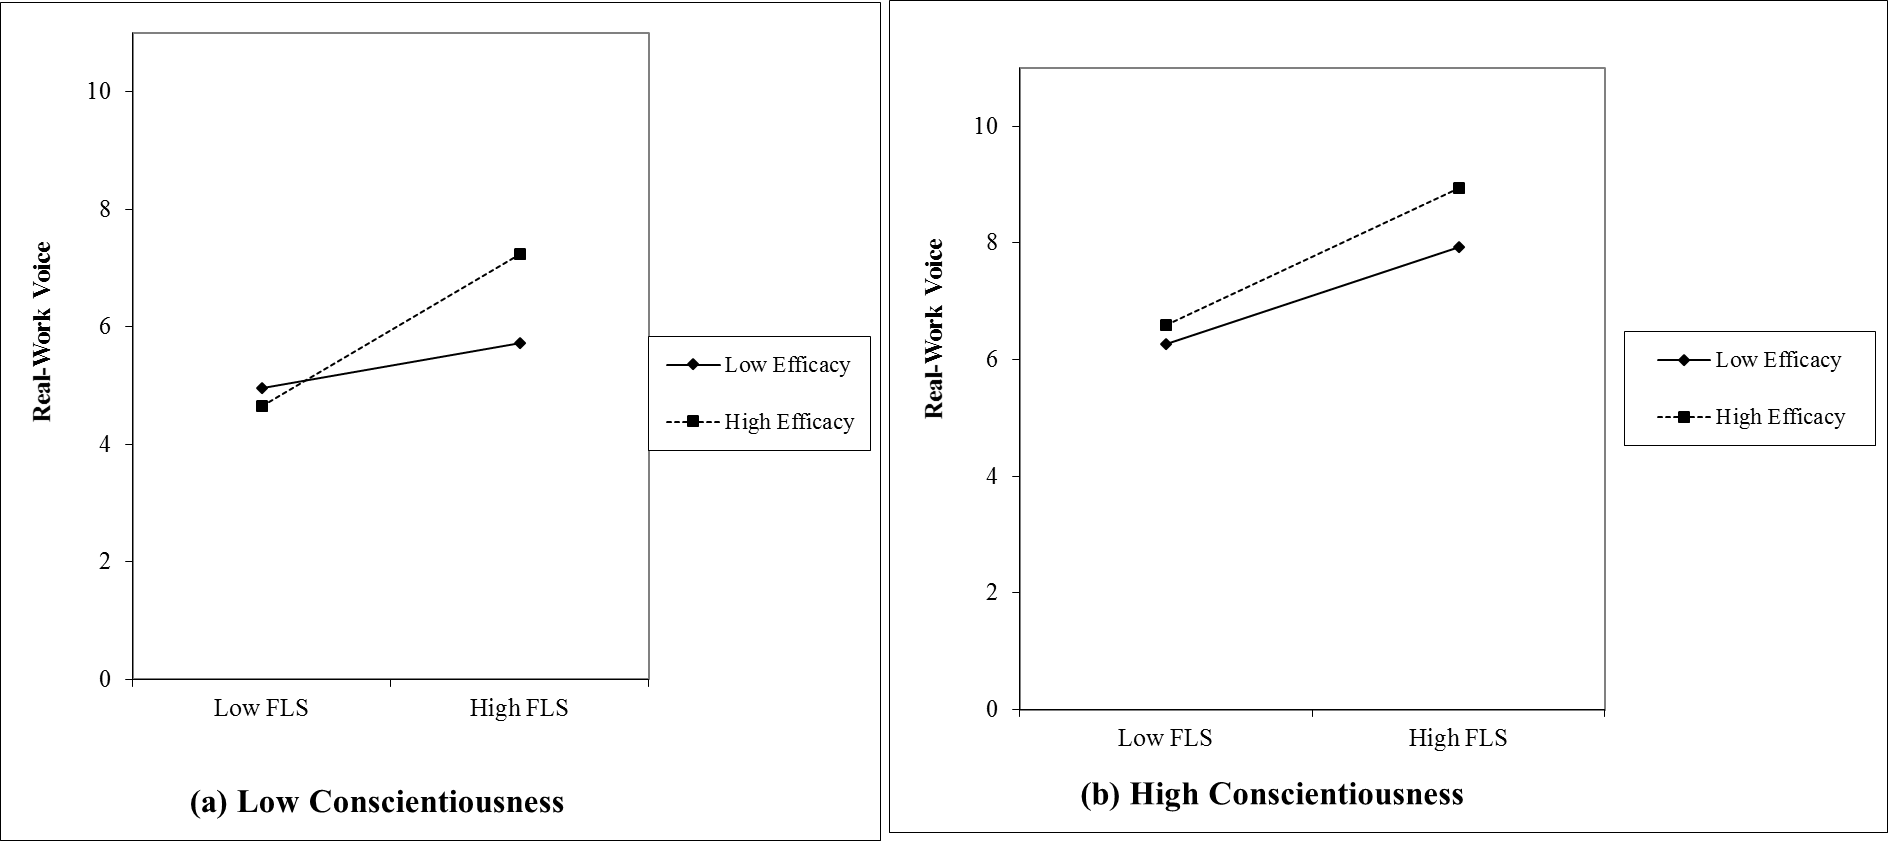 10
8
6
4
2
0
Real-Work Voice
Low FLS
High FLS
Low Efficacy
High Efficacy
(a) Low Conscientiousness
10
8
6
4
2
0
Real-Work Voice
Low FLS
High FLS
Low Efficacy
High Efficacy
(b) High Conscientiousness